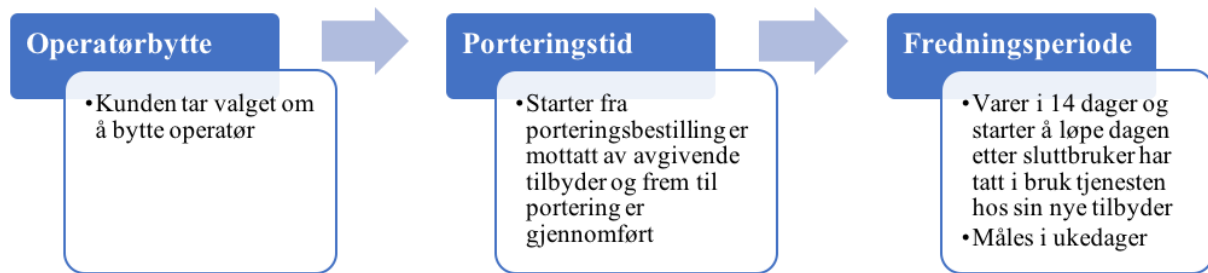 Operatørbytte
•Kunden tar valget om
å bytte operatør
Porteringstid
•Starter fra
porteringsbestilling er
mottatt av avgivende
tilbyder og frem til
portering er
gjennomført
Fredningsperiode
•Varer i 14 dager og
starter å løpe dagen
etter sluttbruker har
tatt i bruk tjenesten
hos sin nye tilbyder
•Måles i ukedager